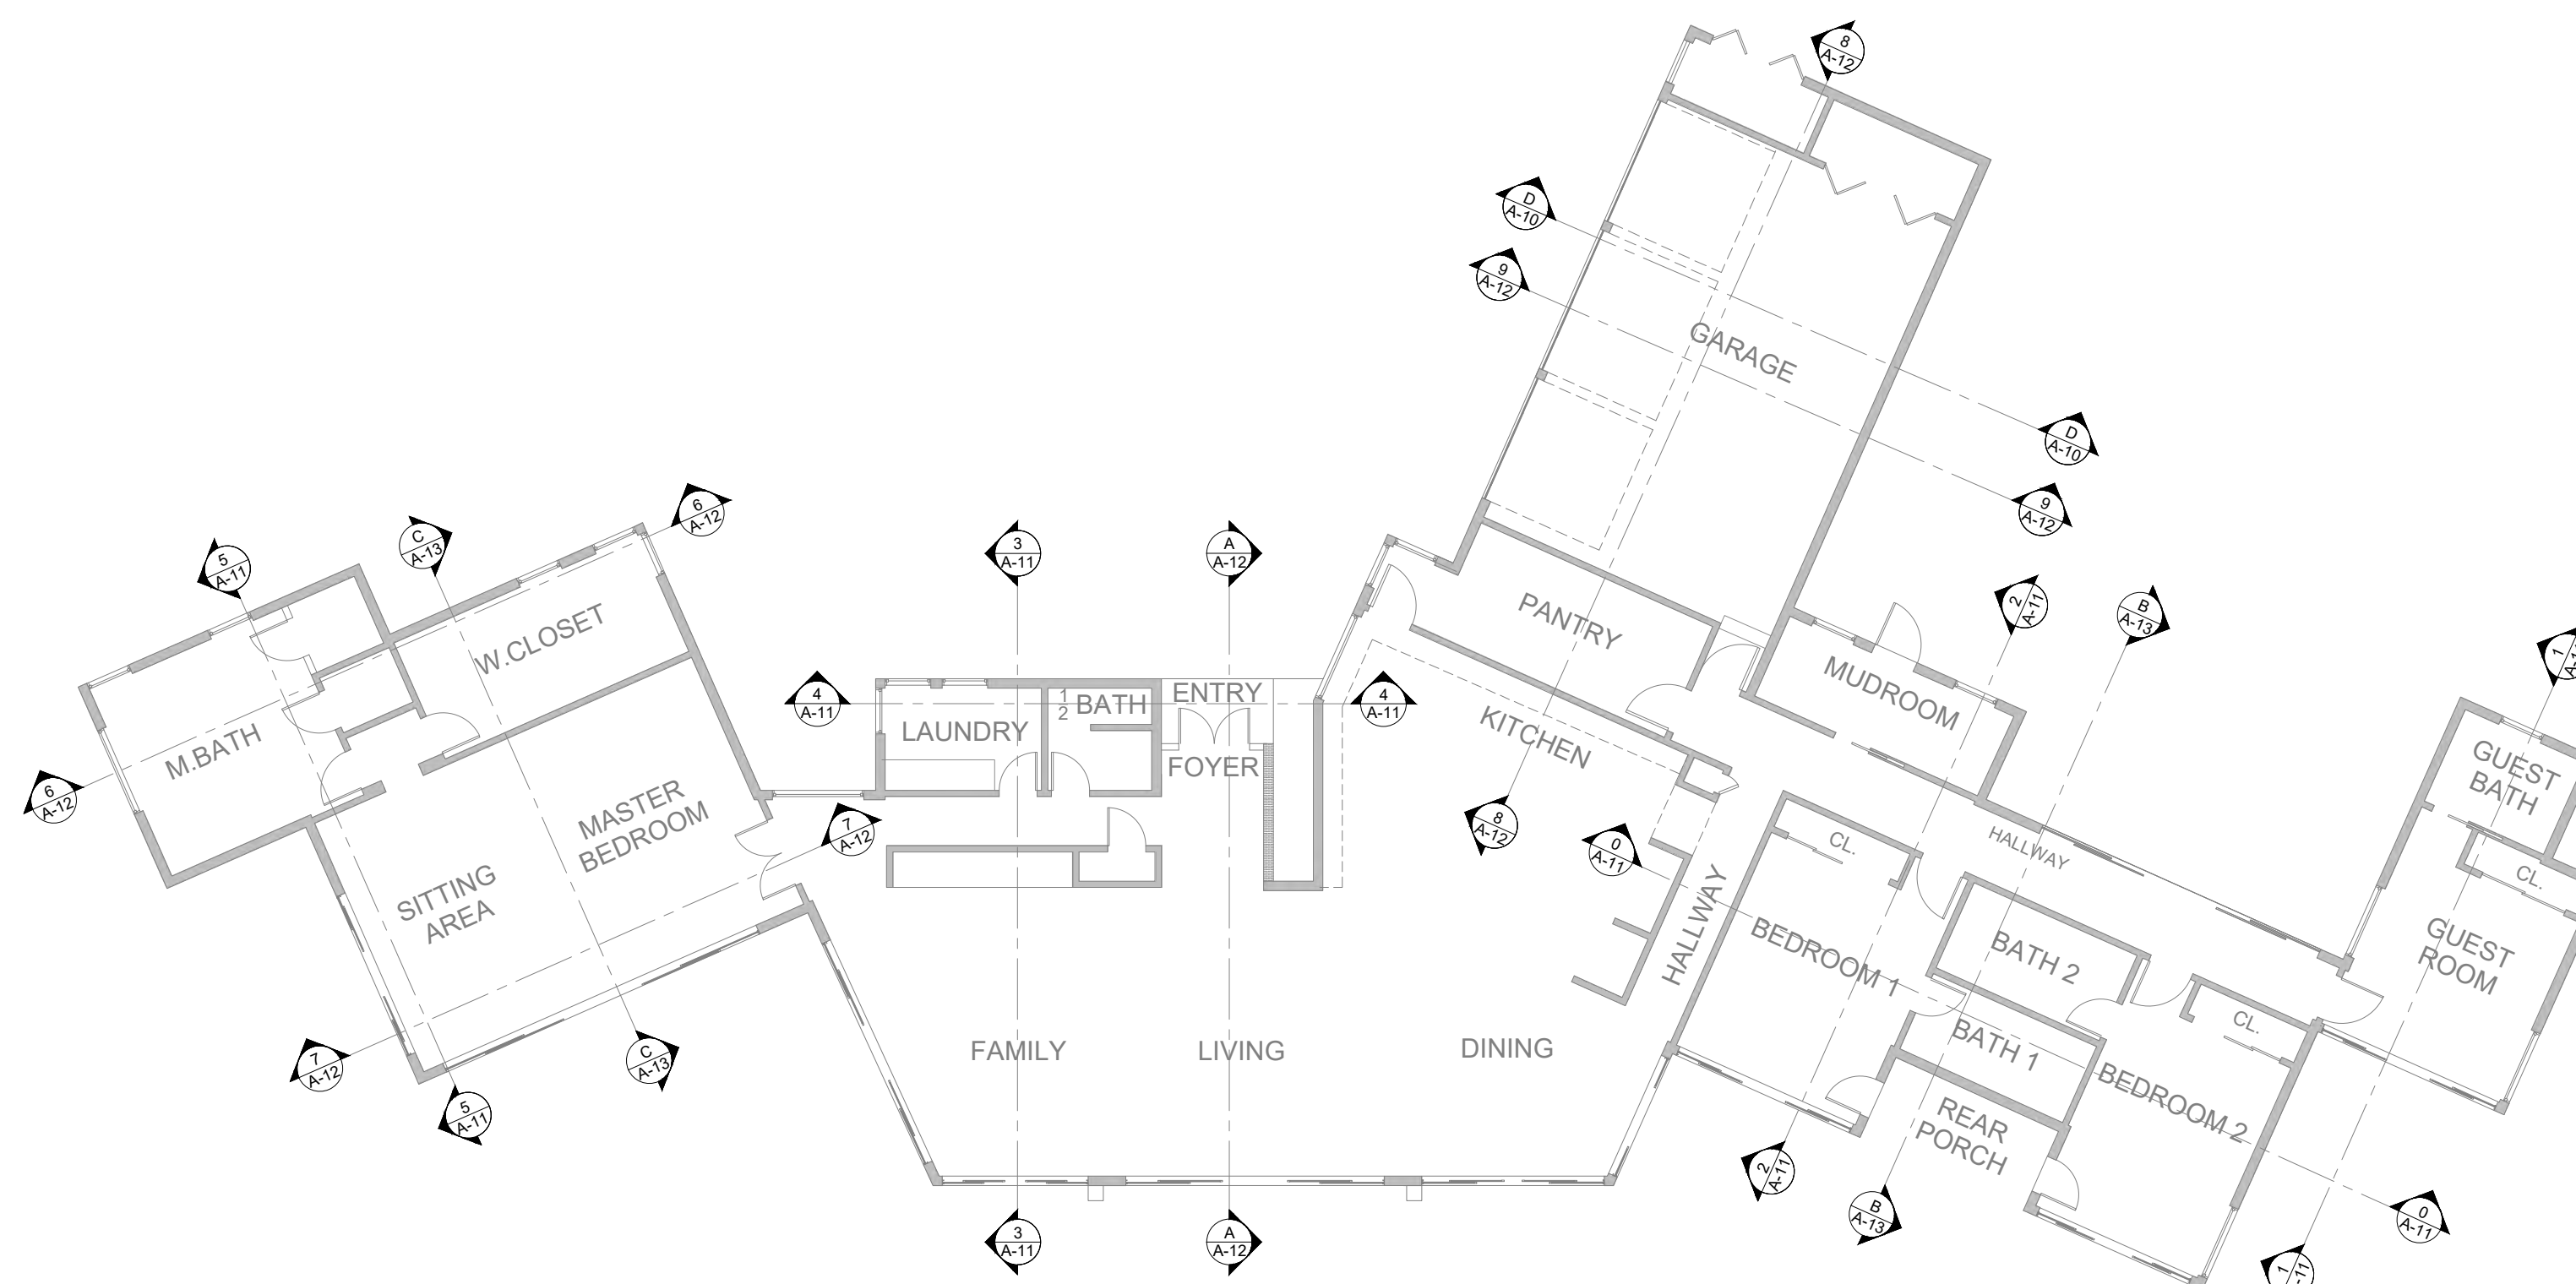 8
A-12
D
A-10
9
A-12
GARAGE
D
A-10
9
A-12
6
A-12
C
A-13
5
A-11
3
A-11
A
A-12
2
A-11
B
A-13
1
W.CLOSET
PANTRY
MUDROOM
4
A-11
LAUNDRY
1
2
BATH
ENTRY
4
A-11
KITCHEN
M.BATH
FOYER
GUEST
BATH
6
A-12
MASTER
BEDROOM
7
A-12
8
A-12
0
A-11
CL.
HALLWAY
CL.
SITTING
AREA
HALLWAY
BEDROOM 1
BATH 2
GUEST
ROOM
FAMILY
LIVING
DINING
BATH 1
CL.
7
A-12
C
A-13
BEDROOM 2
5
A-11
REAR
PORCH
2
A-11
B
A-13
0
A-11
3
A-11
A
A-12
1